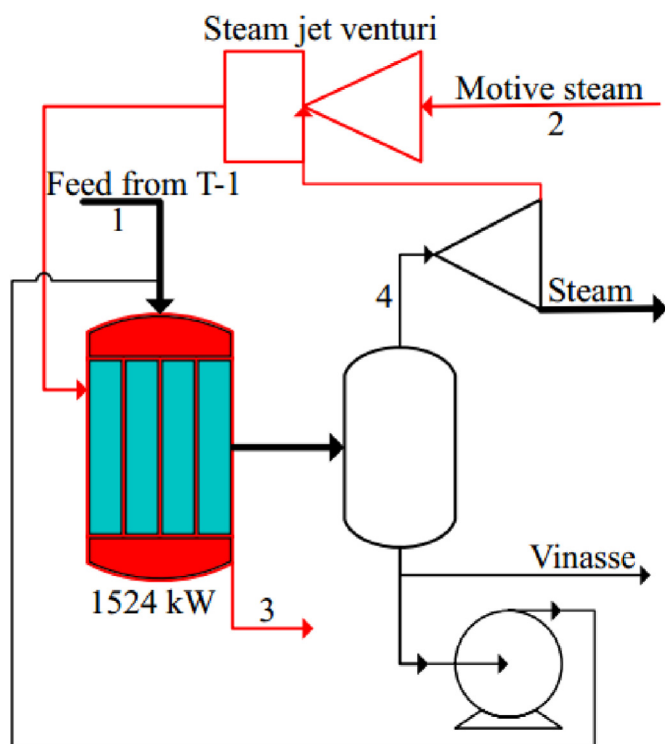 Steam jet venturi
Motive steam
2
Feed from T-1
1
4
Steam
Vinasse
1524 kW
3